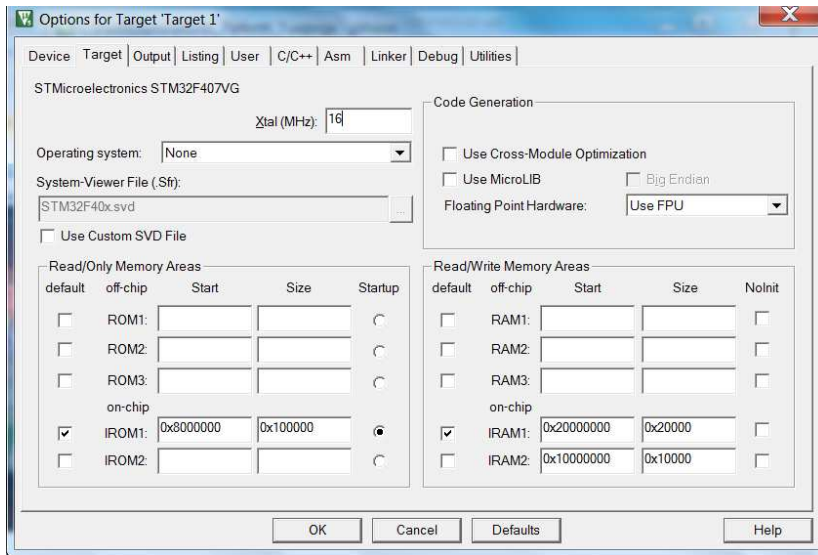 Options for Target 'Target 1'
Device Target Output Listing User C/C++ Asm Linker Debug Utilities
STMicroelectronics STM32F407VG
Xtal (MHz): 16
Operating system: None
System-Viewer File (.Sfr):
STM32F40x.svd ...
Use Custom SVD File
Code Generation
Use Cross-Module Optimization
Use MicroLIB Big Endian
Floating Point Hardware: Use FPU
Read/Only Memory Areas
default off-chip Start Size Startup
ROM1:
ROM2:
ROM3:
on-chip
IROM1: 0x8000000 0x100000
IROM2:
Read/Write Memory Areas
default off-chip Start Size NoInit
RAM1:
RAM2:
RAM3:
on-chip
IRAM1: 0x20000000 0x20000
IRAM2: 0x10000000 0x10000
OK Cancel Defaults Help